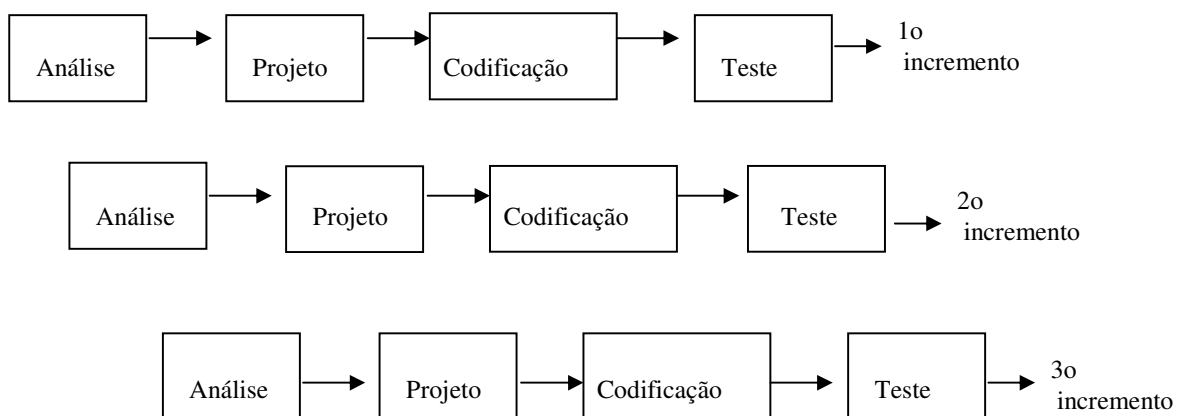 Análise
Projeto
Codificação
Teste
1o
incremento
Análise
Projeto
Codificação
Teste
2o
incremento
Análise
Projeto
Codificação
Teste
3o
incremento